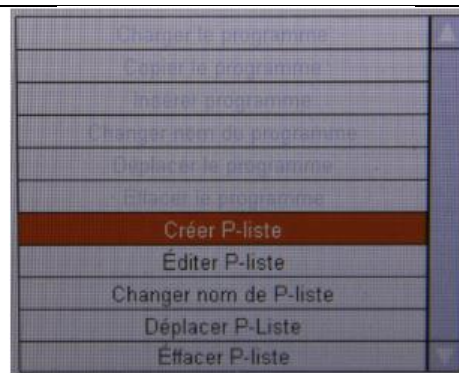 Charger le programme
Copier le programme
Insérer programme
Changer nom du programme
Déplacer le programme
Effacer le programme
Créer P-liste
Éditer P-liste
Changer nom de P-liste
Déplacer P-Liste
Éffacer P-liste